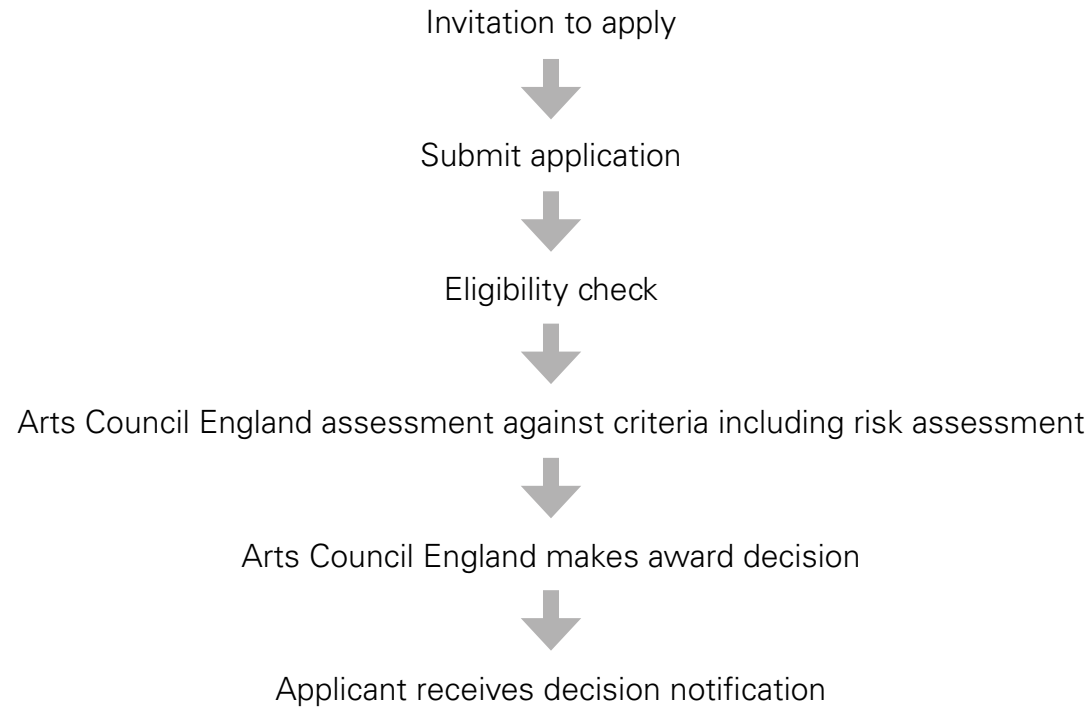 Invitation to apply
Submit application
Eligibility check
Arts Council England assessment against criteria including risk assessment
Arts Council England makes award decision
Applicant receives decision notification